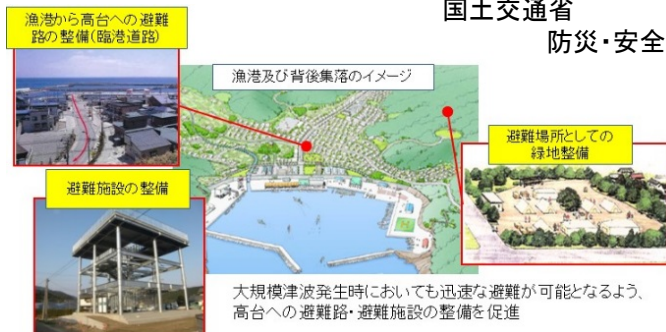 国土交通省
防災・安全
漁港から高台への避難
路の整備(臨港道路)
漁港及び背後集落のイメージ
避難場所としての
緑地整備
避難施設の整備
大規模津波発生時においても迅速な避難が可能となるよう、
高台への避難路・避難施設の整備を促進